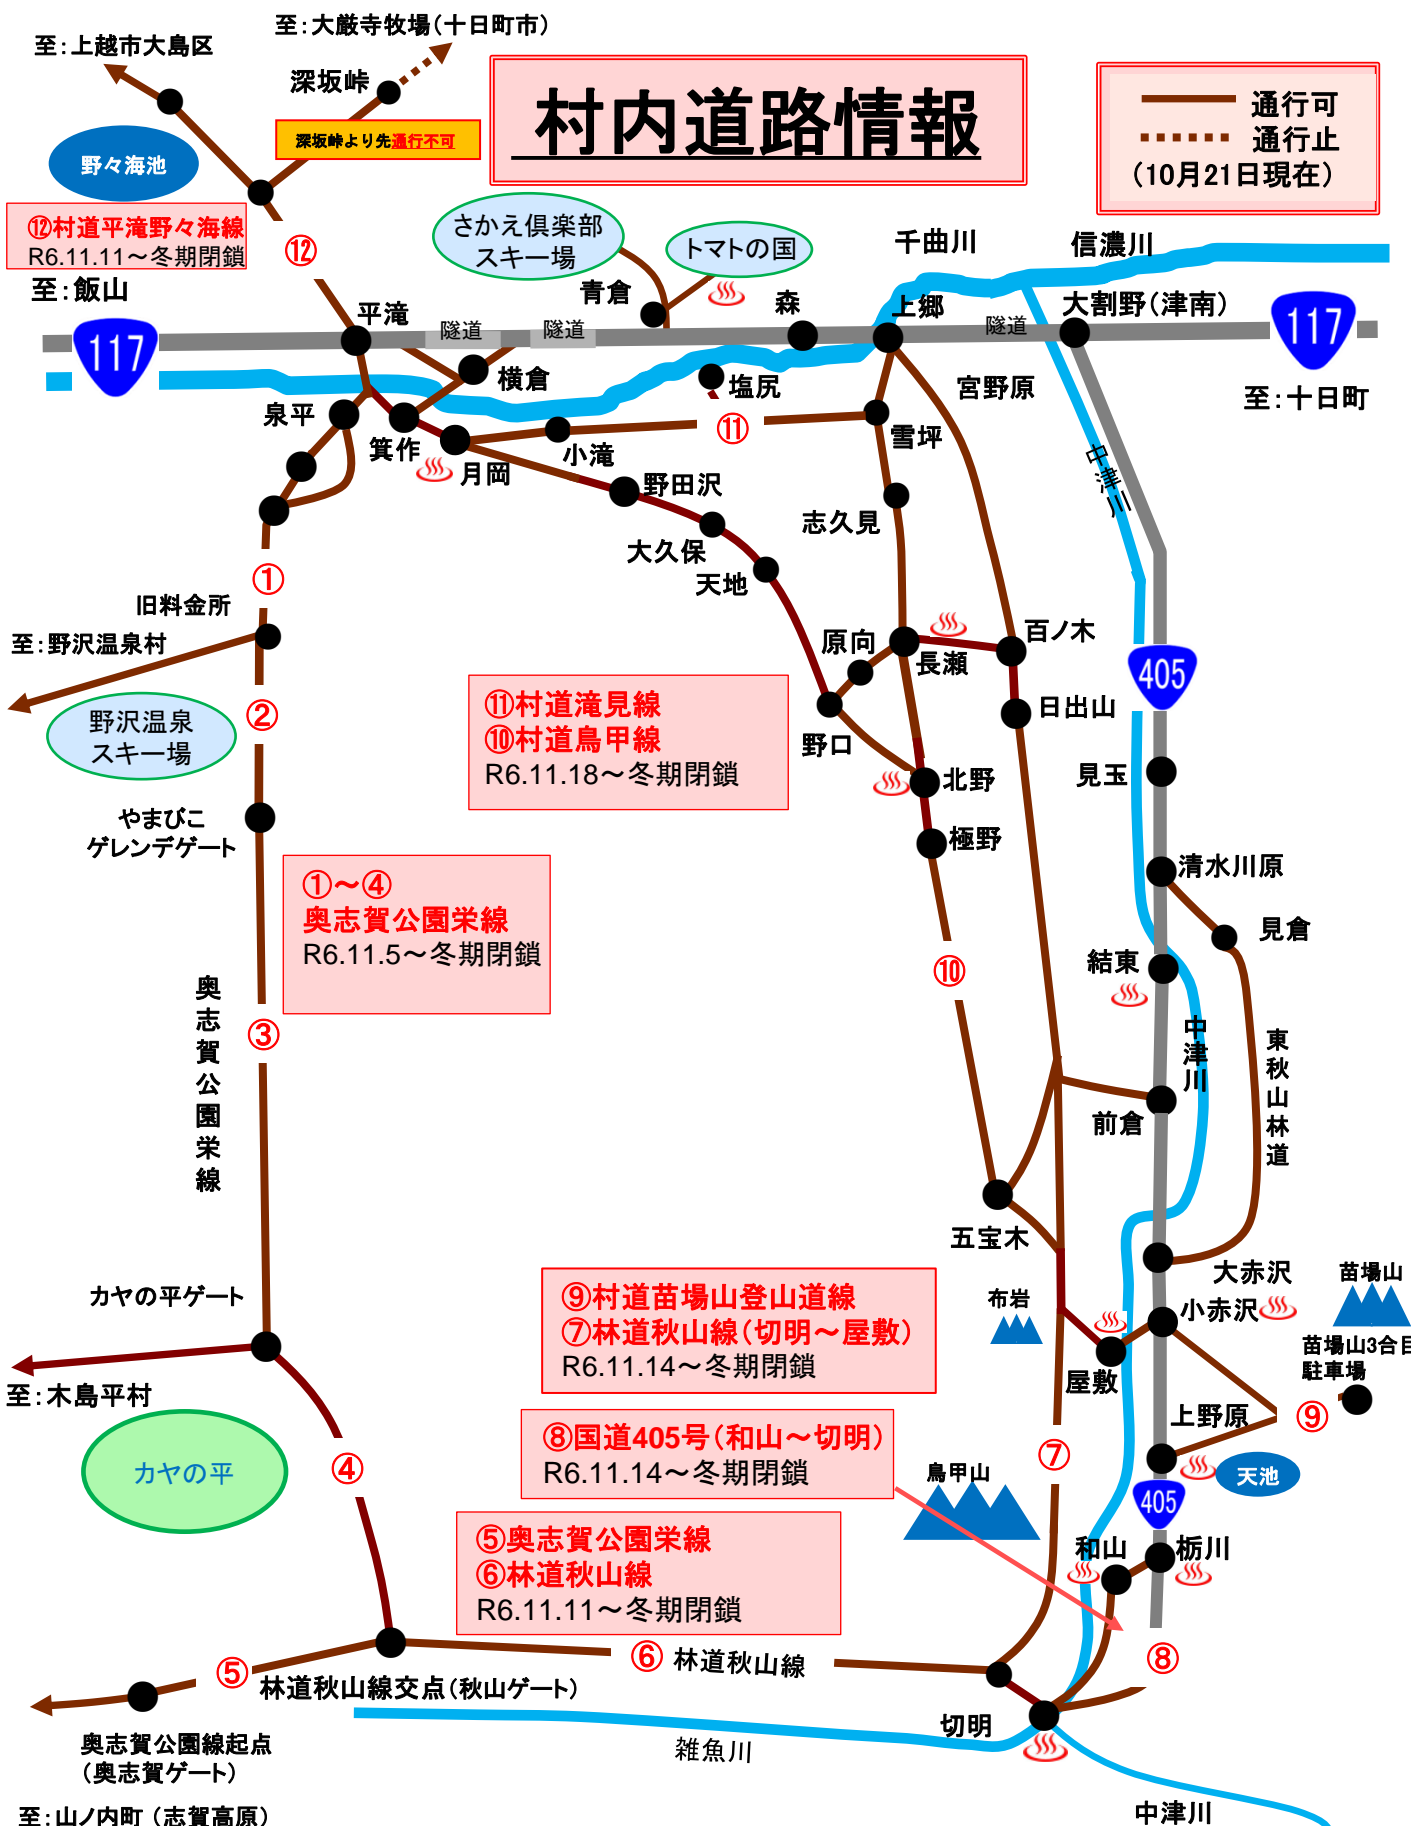 至：大厳寺牧場（十日町市）
至：上越市大島区
深坂峠
村内道路情報
通行可
通行止
（10月21日現在）
深坂峠より先通行不可
野々海池
⑫村道平滝野々海線
R6.11.11～冬期閉鎖
⑫
さかえ倶楽部
スキー場
トマトの国
千曲川
信濃川
至：飯山
青倉
森
上郷
大割野（津南）
平滝
隧道
隧道
隧道
117
117
横倉
塩尻
宮野原
至：十日町
泉平
箕作
月岡
小滝
⑪
雪坪
中津川
野田沢
志久見
大久保
天地
①
旧料金所
至：野沢温泉村
原向
長瀬
百ノ木
405
②
野沢温泉
スキー場
⑪村道滝見線
⑩村道鳥甲線
R6.11.18～冬期閉鎖
日出山
野口
北野
見玉
やまびこ
ゲレンデゲート
極野
清水川原
①～④
奥志賀公園栄線
R6.11.5～冬期閉鎖
見倉
結東
⑩
奥志賀公園栄線
③
中津川
東秋山林道
前倉
五宝木
カヤの平ゲート
大赤沢
苗場山
⑨村道苗場山登山道線
⑦林道秋山線（切明～屋敷）
R6.11.14～冬期閉鎖
布岩
小赤沢
苗場山3合目
駐車場
至：木島平村
屋敷
上野原
⑨
カヤの平
④
⑧国道405号（和山～切明）
R6.11.14～冬期閉鎖
⑦
鳥甲山
天池
405
⑤奥志賀公園栄線
⑥林道秋山線
R6.11.11～冬期閉鎖
和山
栃川
⑤
⑥
林道秋山線
⑧
林道秋山線交点（秋山ゲート）
切明
奥志賀公園線起点
（奥志賀ゲート）
雑魚川
至：山ノ内町（志賀高原）
中津川